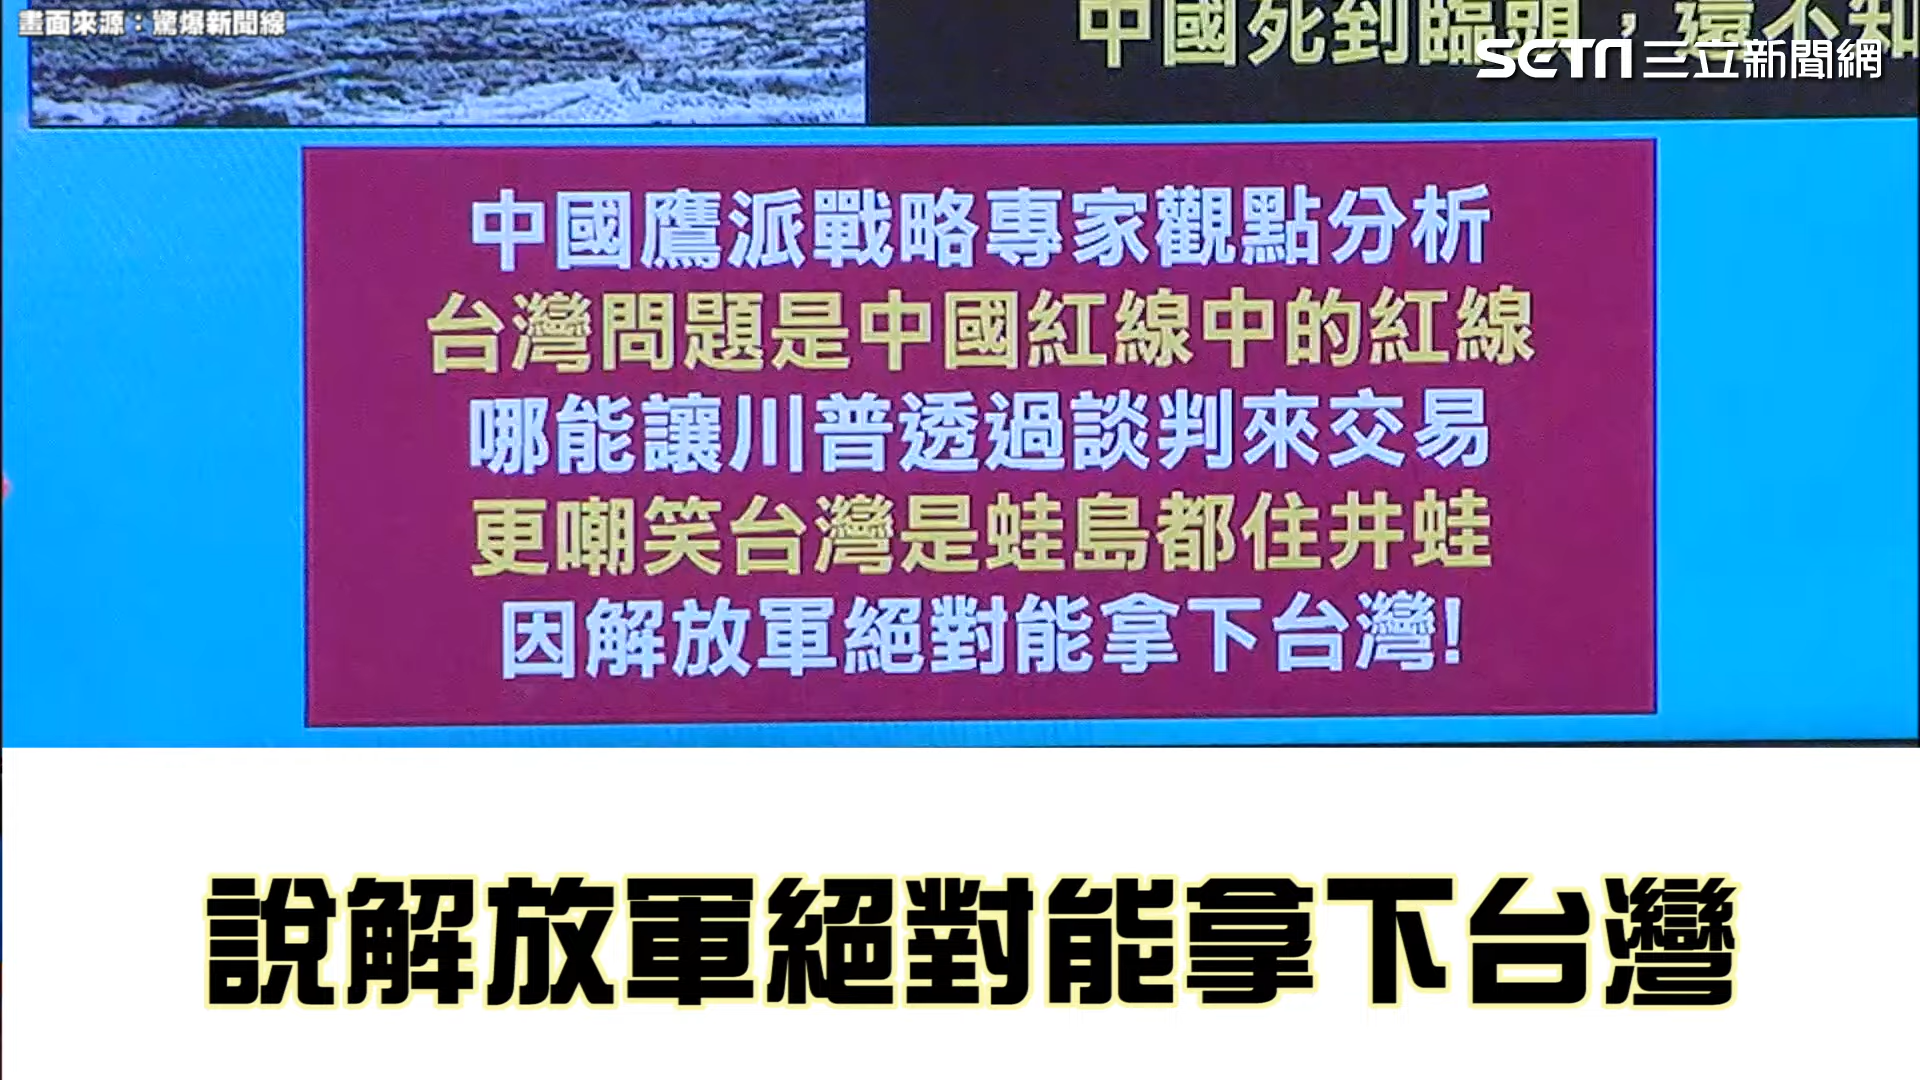 畫面來源：驚爆新聞線
中國死到臨頭，還不知
SETN三立新聞網
中國鷹派戰略專家觀點分析
台灣問題是中國紅線中的紅線
哪能讓川普透過談判來交易
更嘲笑台灣是蛙島都住井蛙
因解放軍絕對能拿下台灣!
說解放軍絕對能拿下台灣